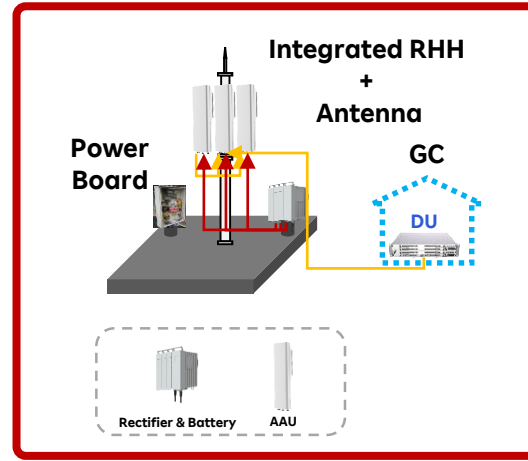 Integrated RHH
+
Antenna
Power
Board
GC
DU
Rectifier & Battery
AAU